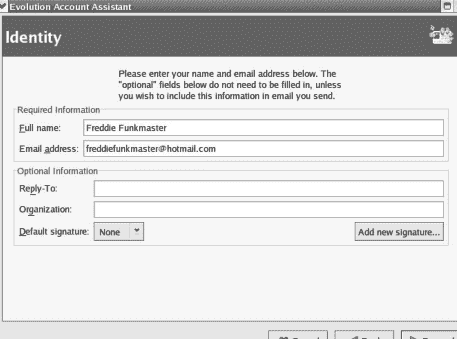 Evolution Account Assistant
Identity
Please enter your name and email address below. The
"optional" fields below do not need to be filled in, unless
you wish to include this information in email you send.
Required Information
Full name: Freddie Funkmaster
Email address: freddiefunkmaster@hotmail.com
Optional Information
Reply-To:
Organization:
Default signature: None Add new signature...